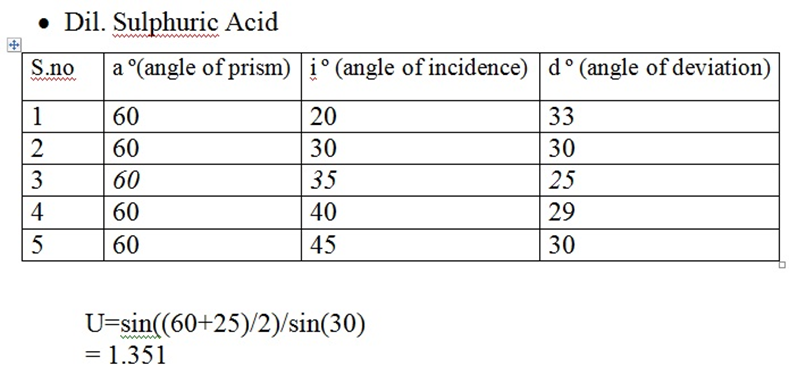 • Dil. Sulphuric Acid
S.no a °(angle of prism) i° (angle of incidence) d° (angle of deviation)
1 60 20 33
2 60 30 30
3 60 35 25
4 60 40 29
5 60 45 30
U=sin((60+25)/2)/sin(30)
= 1.351